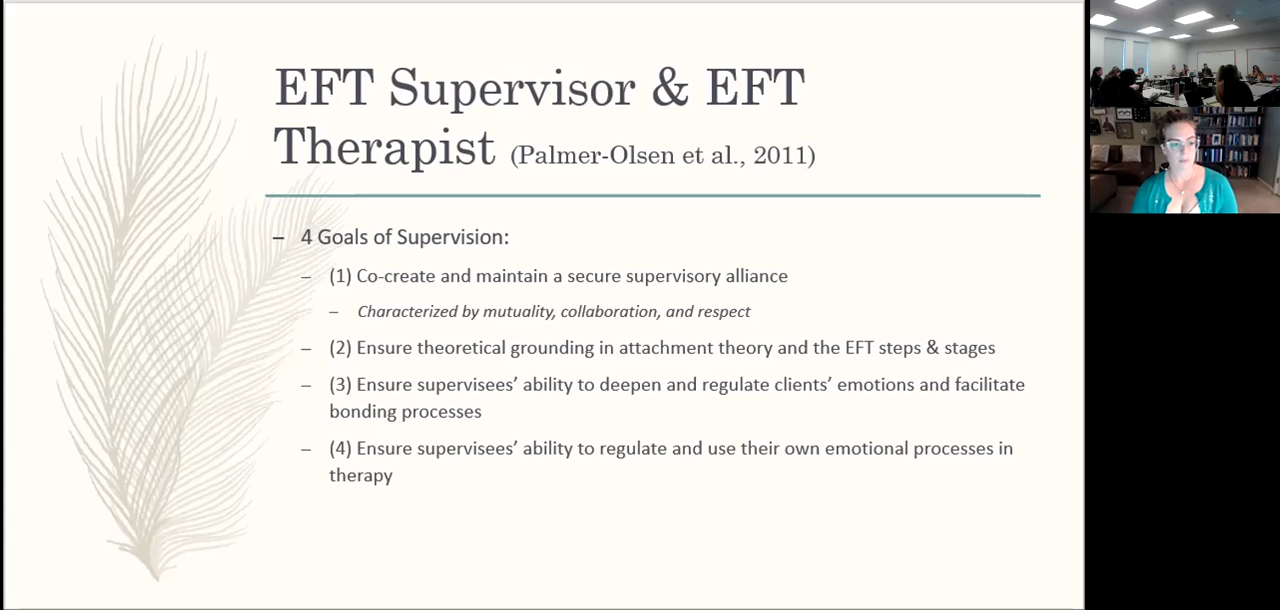 EFT Supervisor & EFT
Therapist (Palmer-Olsen et al., 2011)
– 4 Goals of Supervision:
– (1) Co-create and maintain a secure supervisory alliance
– Characterized by mutuality, collaboration, and respect
– (2) Ensure theoretical grounding in attachment theory and the EFT steps & stages
– (3) Ensure supervisees’ ability to deepen and regulate clients’ emotions and facilitate
bonding processes
– (4) Ensure supervisees’ ability to regulate and use their own emotional processes in
therapy